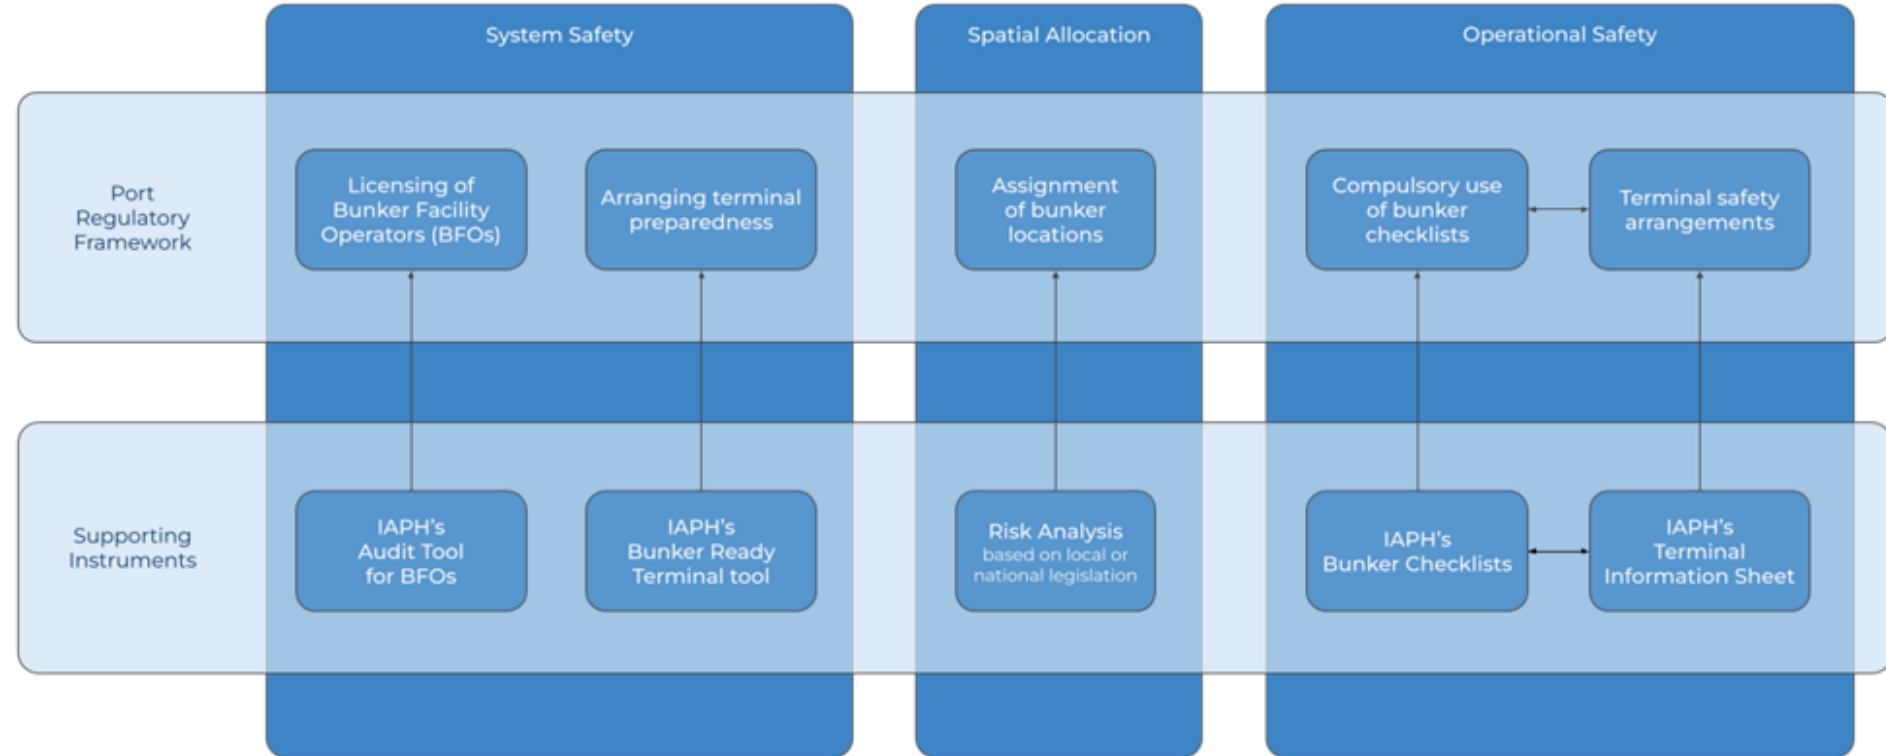 System Safety
Spatial Allocation
Operational Safety
Port
Regulatory
Framework
Licensing of
Bunker Facility
Operators (BFOs)
Arranging terminal
preparedness
Assignment
of bunker
locations
Compulsory use
of bunker
checklists
Terminal safety
arrangements
Supporting
Instruments
IAPH’s
Audit Tool
for BFOs
IAPH’s
Bunker Ready
Terminal tool
Risk Analysis
based on local or
national legislation
IAPH’s
Bunker Checklists
IAPH’s
Terminal
Information Sheet